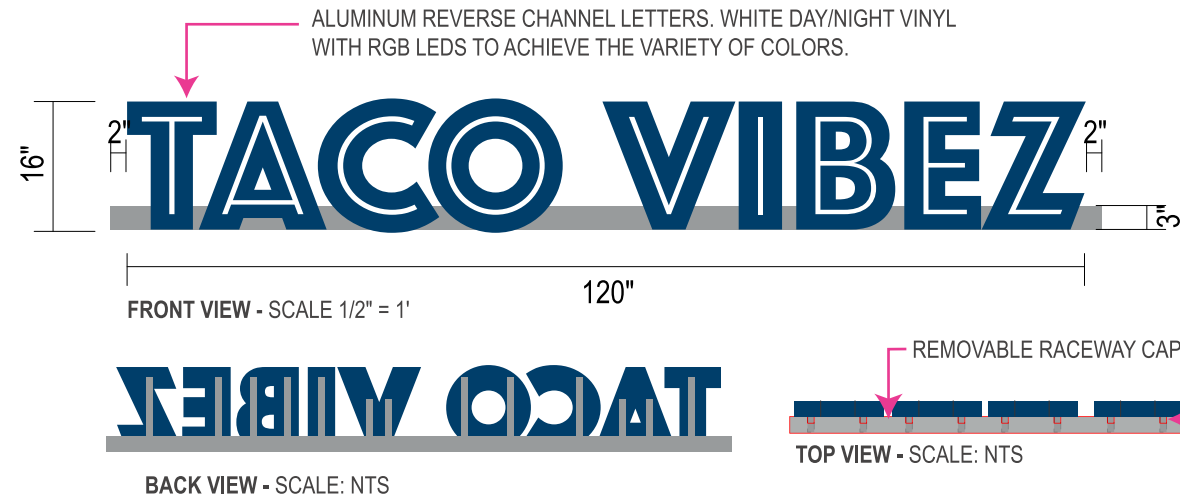 ALUMINUM REVERSE CHANNEL LETTERS. WHITE DAY/NIGHT VINYL
WITH RGB LEDS TO ACHIEVE THE VARIETY OF COLORS.
16"
2"
TACO VIBEZ
2"
3"
120"
FRONT VIEW - SCALE 1/2" = 1'
TACO VIBEZ
BACK VIEW - SCALE: NTS
REMOVABLE RACEWAY CAP
TOP VIEW - SCALE: NTS